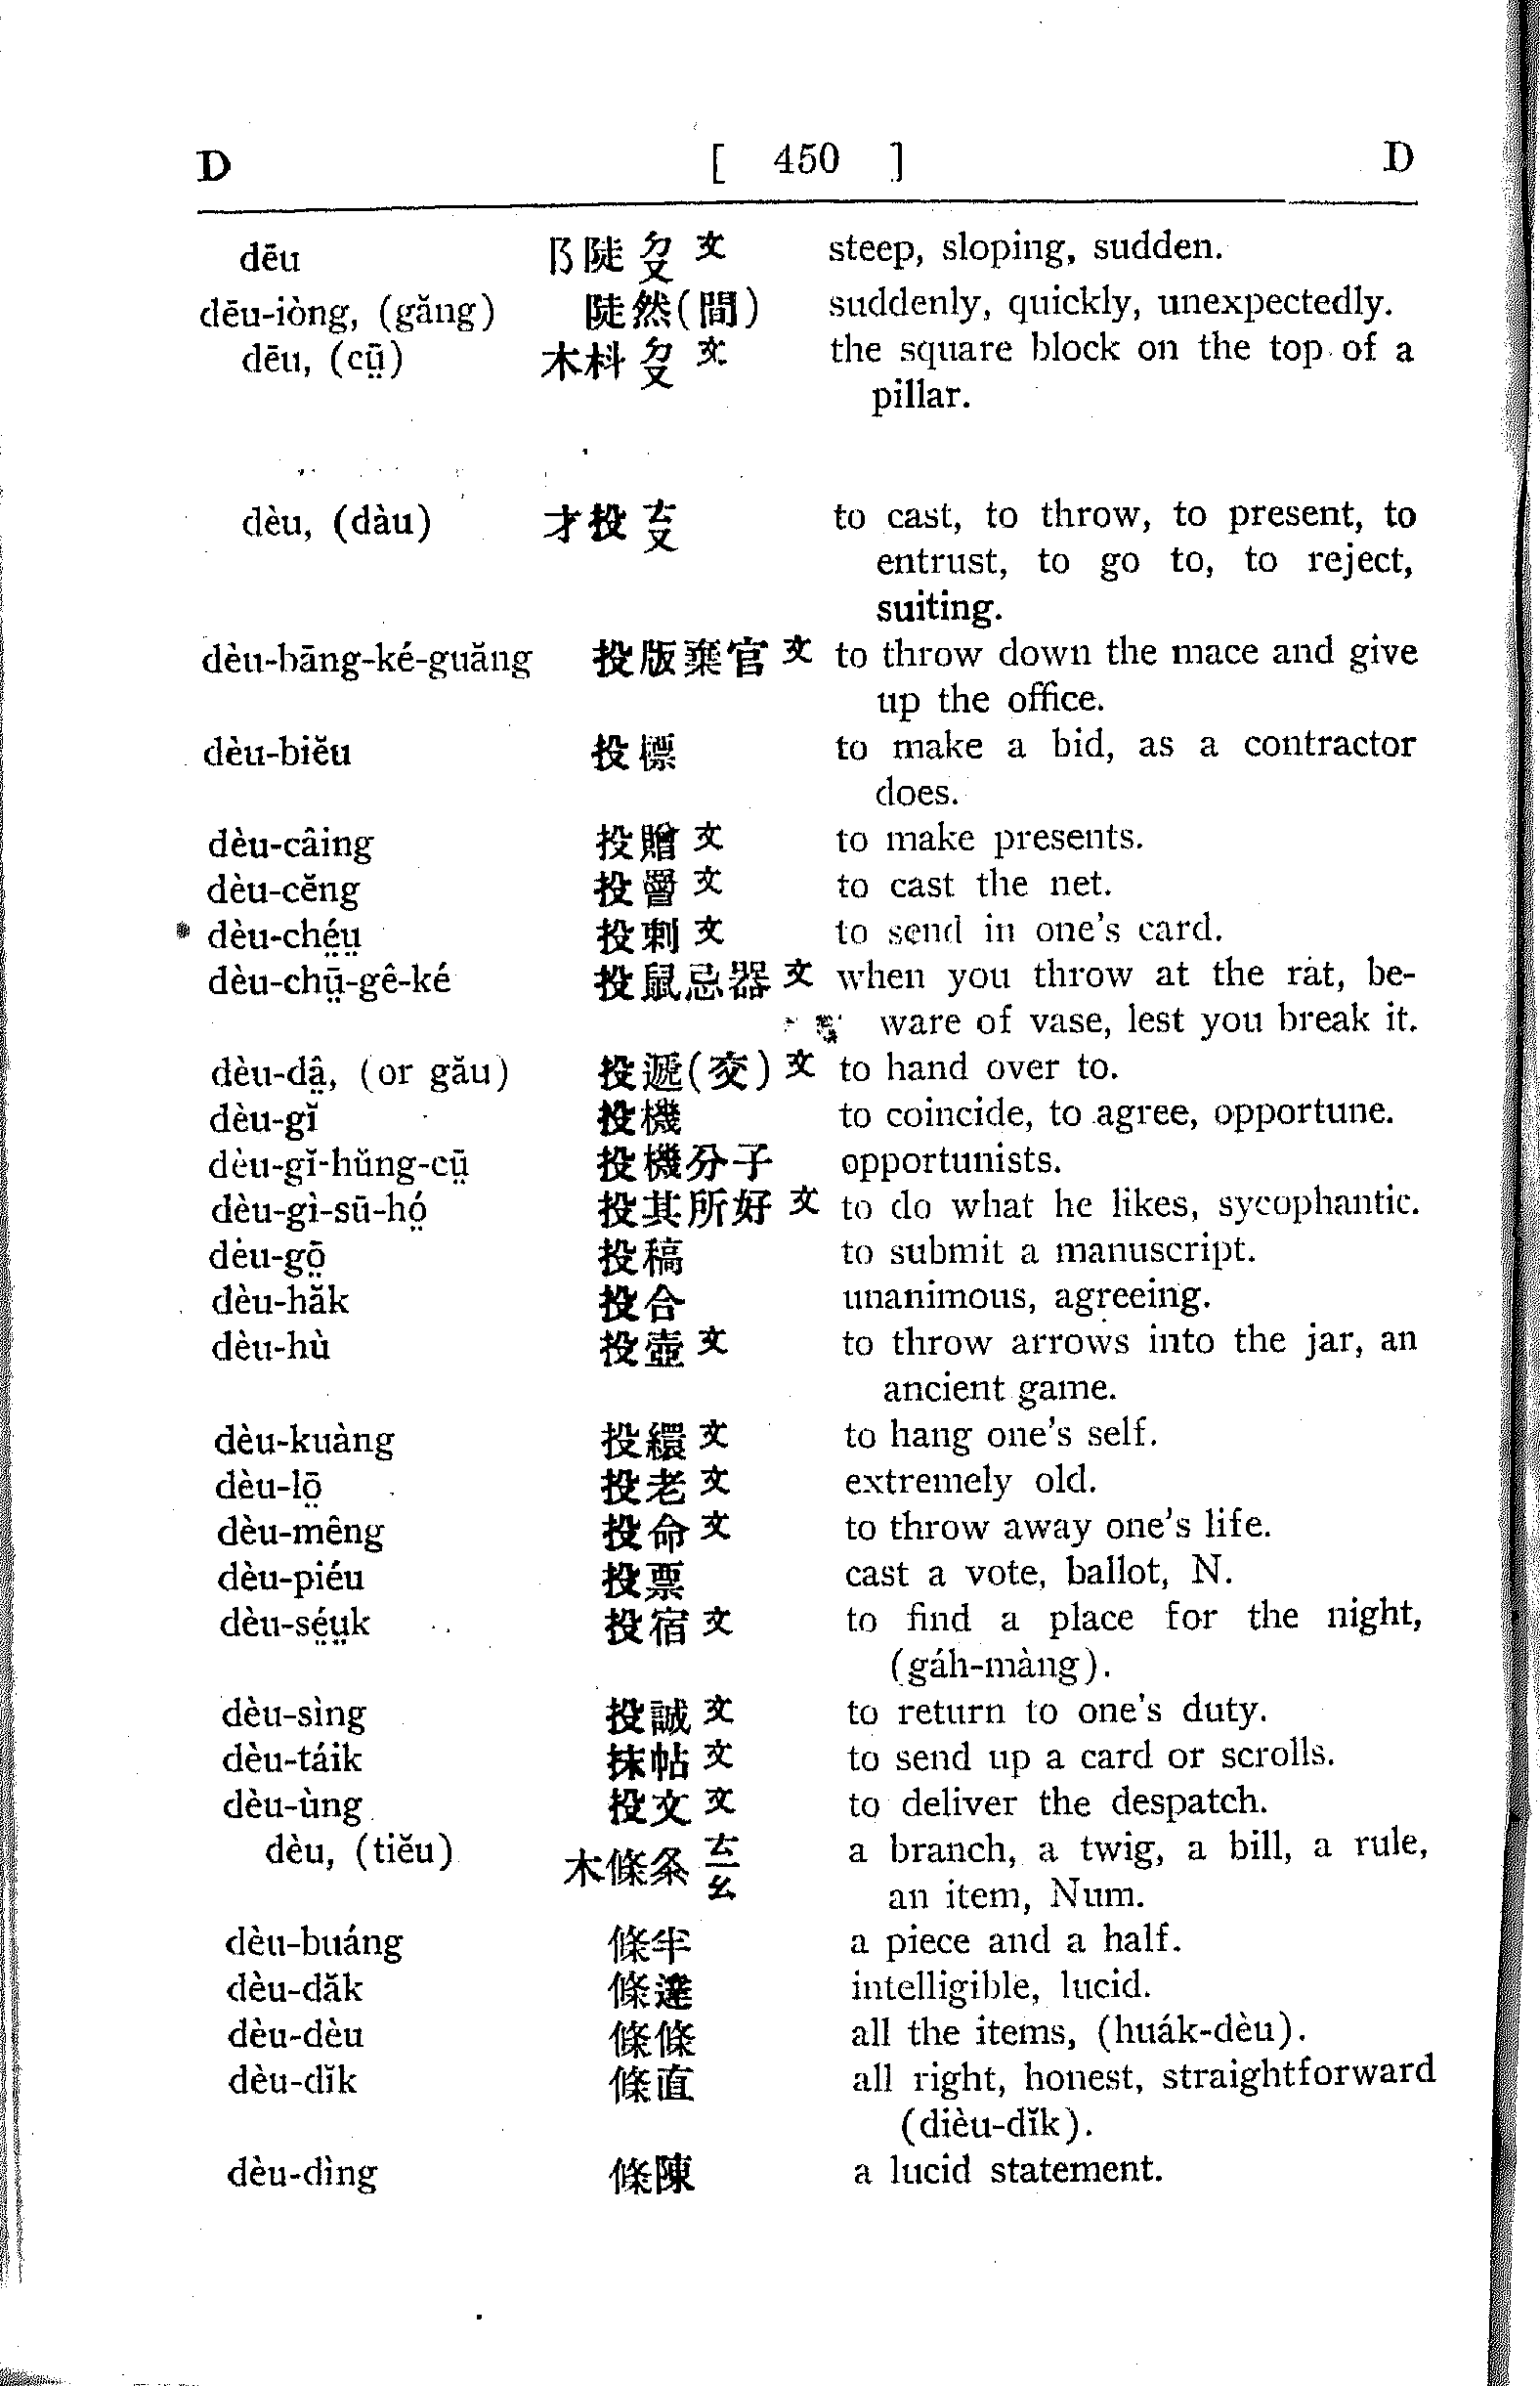 D [ 450 ] D
dēu 阝陡ㄉㄡ 文 steep, sloping, sudden.
dēu-iòng, (găng) 陡然(間) suddenly, quickly, unexpectedly.
dēu, (cṳ̄) 木枓ㄉㄡ 文 the square block on the top of a
pillar.
dèu, (dàu) 才投ㄊㄡ to cast, to throw, to present, to
entrust, to go to, to reject,
suiting.
dèu-bāng-ké-guăng 投版棄官 文 to throw down the mace and give
up the office.
dèu-biĕu 投標 to make a bid, as a contractor
does.
dèu-câing 投贈 文 to make presents.
dèu-cĕng 投罾 文 to cast the net.
dèu-ché̤ṳ 投刺 文 to send in one's card.
dèu-chṳ̄-gê-ké 投鼠忌器 文 when you throw at the rat, be-
ware of vase, lest you break it.
dèu-dâ̤, (or gău) 投遞(交) 文 to hand over to.
dèu-gĭ 投機 to coincide, to agree, opportune.
dèu-gĭ-hŭng-cṳ̄ 投機分子 opportunists.
dèu-gì-sū-hó̤ 投其所好 文 to do what he likes, sycophantic.
dèu-gō̤ 投稿 to submit a manuscript.
dèu-hăk 投合 unanimous, agreeing.
dèu-hù 投壺 文 to throw arrows into the jar, an
ancient game.
dèu-kuàng 投繯 文 to hang one's self.
dèu-lō̤ 投老 文 extremely old.
dèu-mêng 投命 文 to throw away one's life.
dèu-piéu 投票 cast a vote, ballot, N.
dèu-sé̤ṳk 投宿 文 to find a place for the night,
(gáh-màng).
dèu-sìng 投誠 文 to return to one's duty.
dèu-táik 抹帖 文 to send up a card or scrolls.
dèu-ùng 投文 文 to deliver the despatch.
dèu, (tiĕu) 木條条ㄊㄧㄠ a branch, a twig, a bill, a rule,
an item, Num.
dèu-buáng 條半 a piece and a half.
dèu-dăk 條達 intelligible, lucid.
dèu-dèu 條條 all the items, (huák-dèu).
dèu-dĭk 條直 all right, honest, straightforward
(dièu-dĭk).
dèu-dìng 條陳 a lucid statement.